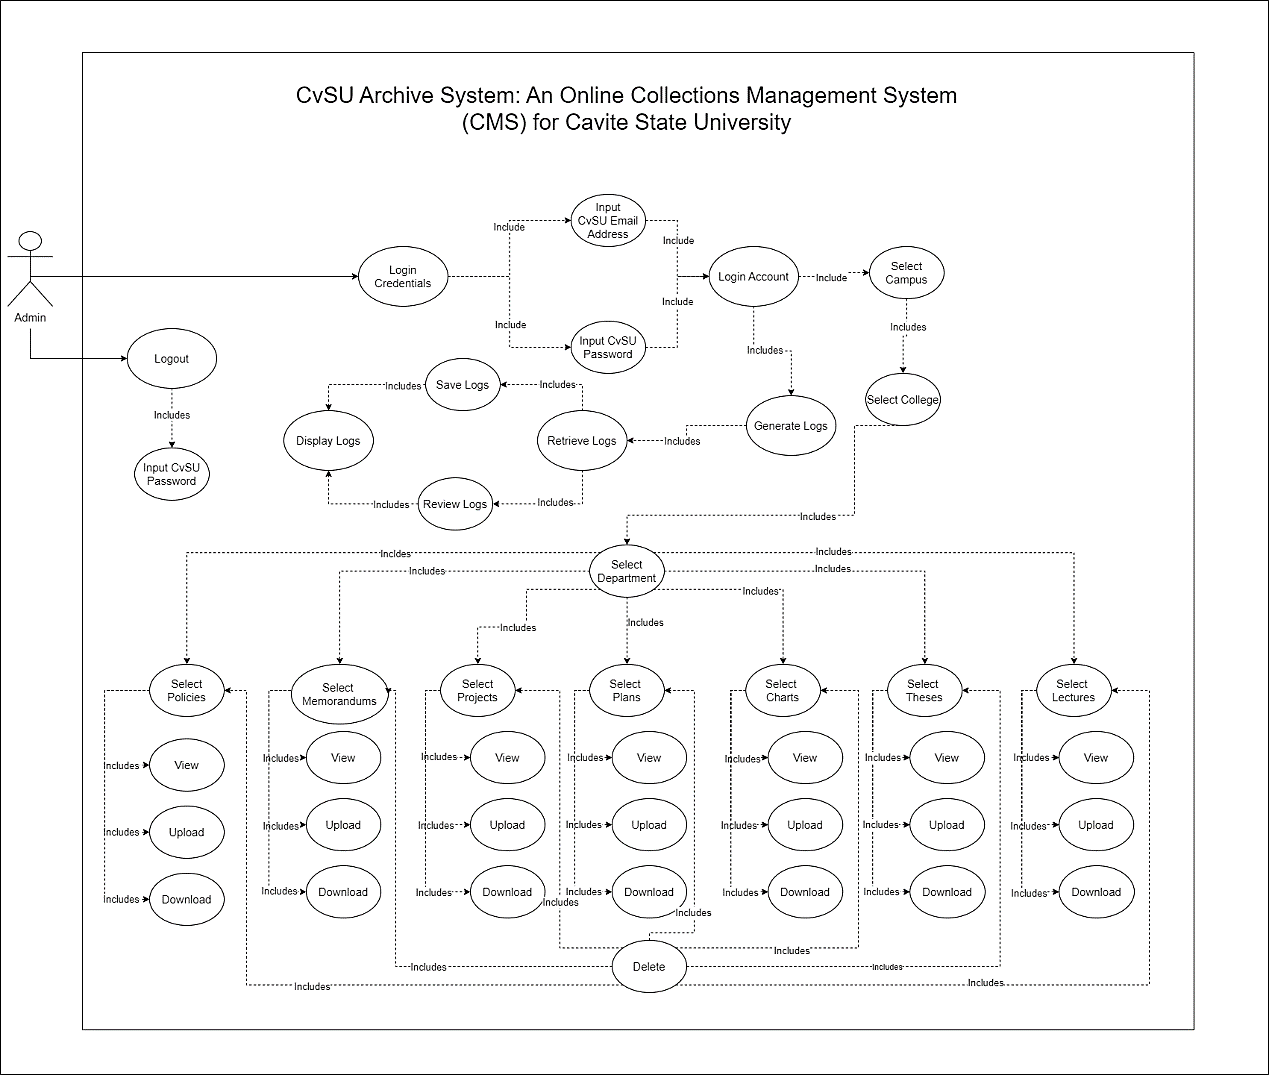 CvSU Archive System: An Online Collections Management System
(CMS) for Cavite State University
Admin
Login
Credentials
Include
Include
Input
CvSU Email
Address
Input CvSU
Password
Include
Include
Login Account
Include
Select
Campus
Includes
Select College
Includes
Generate Logs
Includes
Retrieve Logs
Includes
Save Logs
Includes
Display Logs
Includes
Review Logs
Includes
Logout
Includes
Input CvSU
Password
Includes
Select
Department
Incldes
Includes
Includes
Includes
Includes
Includes
Includes
Select
Policies
Includes
View
Includes
Upload
Includes
Download
Select
Memorandums
Includes
View
Includes
Upload
Includes
Download
Select
Projects
Includes
View
Includes
Upload
Includes
Download
Select
Plans
Includes
View
Includes
Upload
Includes
Download
Select
Charts
Includes
View
Includes
Upload
Includes
Download
Select
Theses
Includes
View
Includes
Upload
Includes
Download
Select
Lectures
Includes
View
Includes
Upload
Includes
Download
Includes
Includes
Includes
Delete
Includes
Includes
Includes
Includes